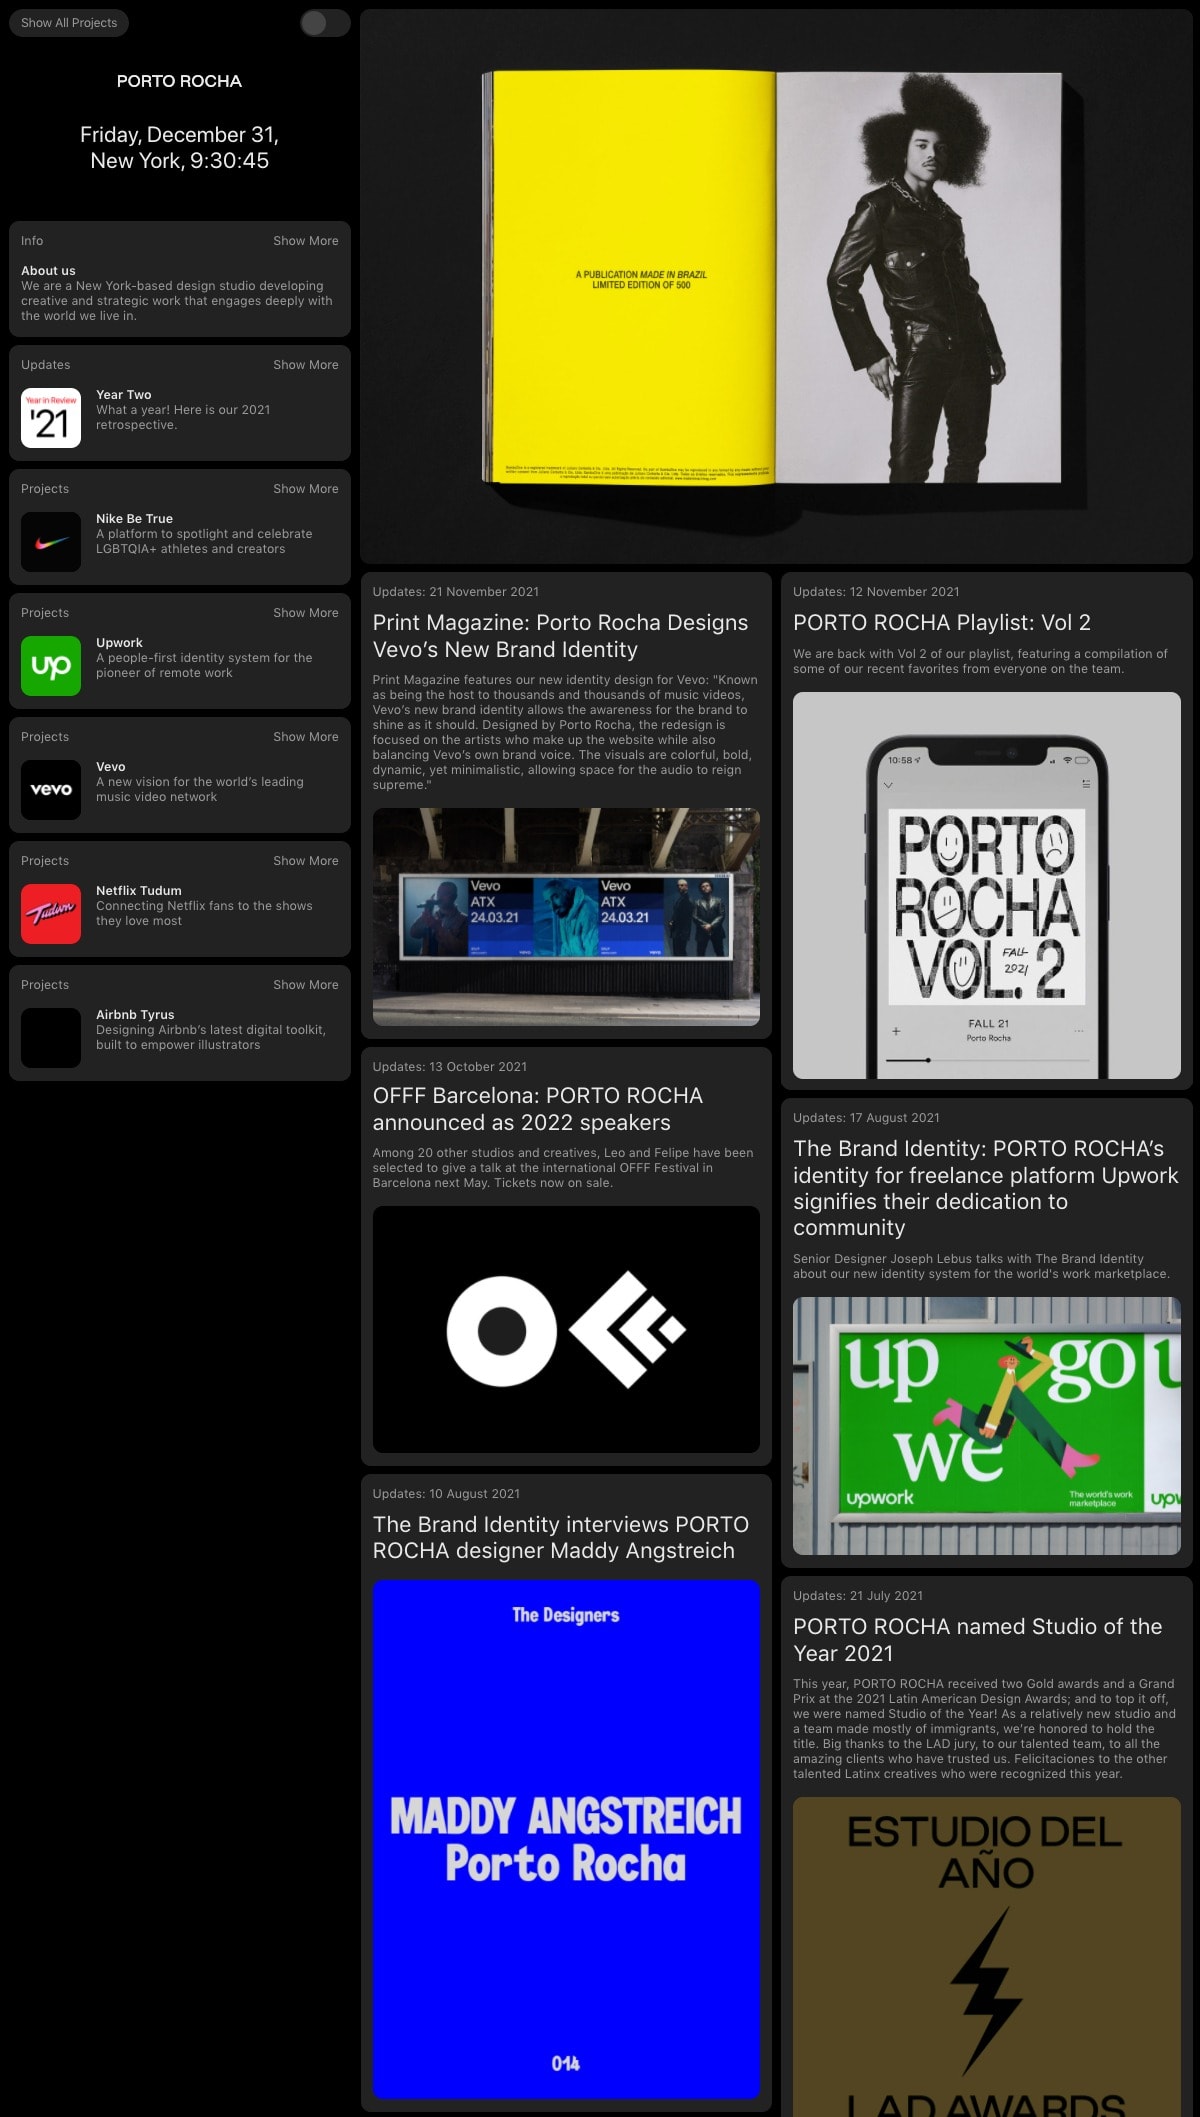 Show All Projects
PORTO ROCHA
Friday, December 31,
New York, 9:30:45
Info
Show More
About us
We are a New York-based design studio developing
creative and strategic work that engages deeply with
the world we live in.
Updates
Show More
Year in Review
'21
Year Two
What a year! Here is our 2021
retrospective.
Projects
Show More
Nike Be True
A platform to spotlight and celebrate
LGBTQIA+ athletes and creators
Projects
Show More
up
Upwork
A people-first identity system for the
pioneer of remote work
Projects
Show More
vevo
Vevo
A new vision for the world's leading
music video network
Projects
Show More
Tudum
Netflix Tudum
Connecting Netflix fans to the shows
they love most
Projects
Show More
Airbnb Tyrus
Designing Airbnb's latest digital toolkit,
built to empower illustrators
A PUBLICATION MADE IN BRAZIL
LIMITED EDITION OF 500
Updates: 21 November 2021
Print Magazine: Porto Rocha Designs
Vevo's New Brand Identity
Print Magazine features our new identity design for Vevo: "Known
as being the host to thousands and thousands of music videos,
Vevo's new brand identity allows the awareness for the brand to
shine as it should. Designed by Porto Rocha, the redesign is
focused on the artists who make up the website while also
balancing Vevo's own brand voice. The visuals are colorful, bold,
dynamic, yet minimalistic, allowing space for the audio to reign
supreme."
Vevo
ATX
24.03.21
vevo
Vevo
ATX
24.03.21
vevo
Updates: 13 October 2021
OFFF Barcelona: PORTO ROCHA
announced as 2022 speakers
Among 20 other studios and creatives, Leo and Felipe have been
selected to give a talk at the international OFFF Festival in
Barcelona next May. Tickets now on sale.
Updates: 10 August 2021
The Brand Identity interviews PORTO
ROCHA designer Maddy Angstreich
The Designers
MADDY ANGSTREICH
Porto Rocha
014
Updates: 12 November 2021
PORTO ROCHA Playlist: Vol 2
We are back with Vol 2 of our playlist, featuring a compilation of
some of our recent favorites from everyone on the team.
10:58
PORTO
ROCHA
VOL. 2
FALL
2021
FALL 21
Porto Rocha
Updates: 17 August 2021
The Brand Identity: PORTO ROCHA's
identity for freelance platform Upwork
signifies their dedication to
community
Senior Designer Joseph Lebus talks with The Brand Identity
about our new identity system for the world's work marketplace.
up go
we
upwork
The world's work
marketplace
Updates: 21 July 2021
PORTO ROCHA named Studio of the
Year 2021
This year, PORTO ROCHA received two Gold awards and a Grand
Prix at the 2021 Latin American Design Awards; and to top it off,
we were named Studio of the Year! As a relatively new studio and
a team made mostly of immigrants, we're honored to hold the
title. Big thanks to the LAD jury, to our talented team, to all the
amazing clients who have trusted us. Felicitaciones to the other
talented Latinx creatives who were recognized this year.
ESTUDIO DEL
AÑO
LAD AWARDS